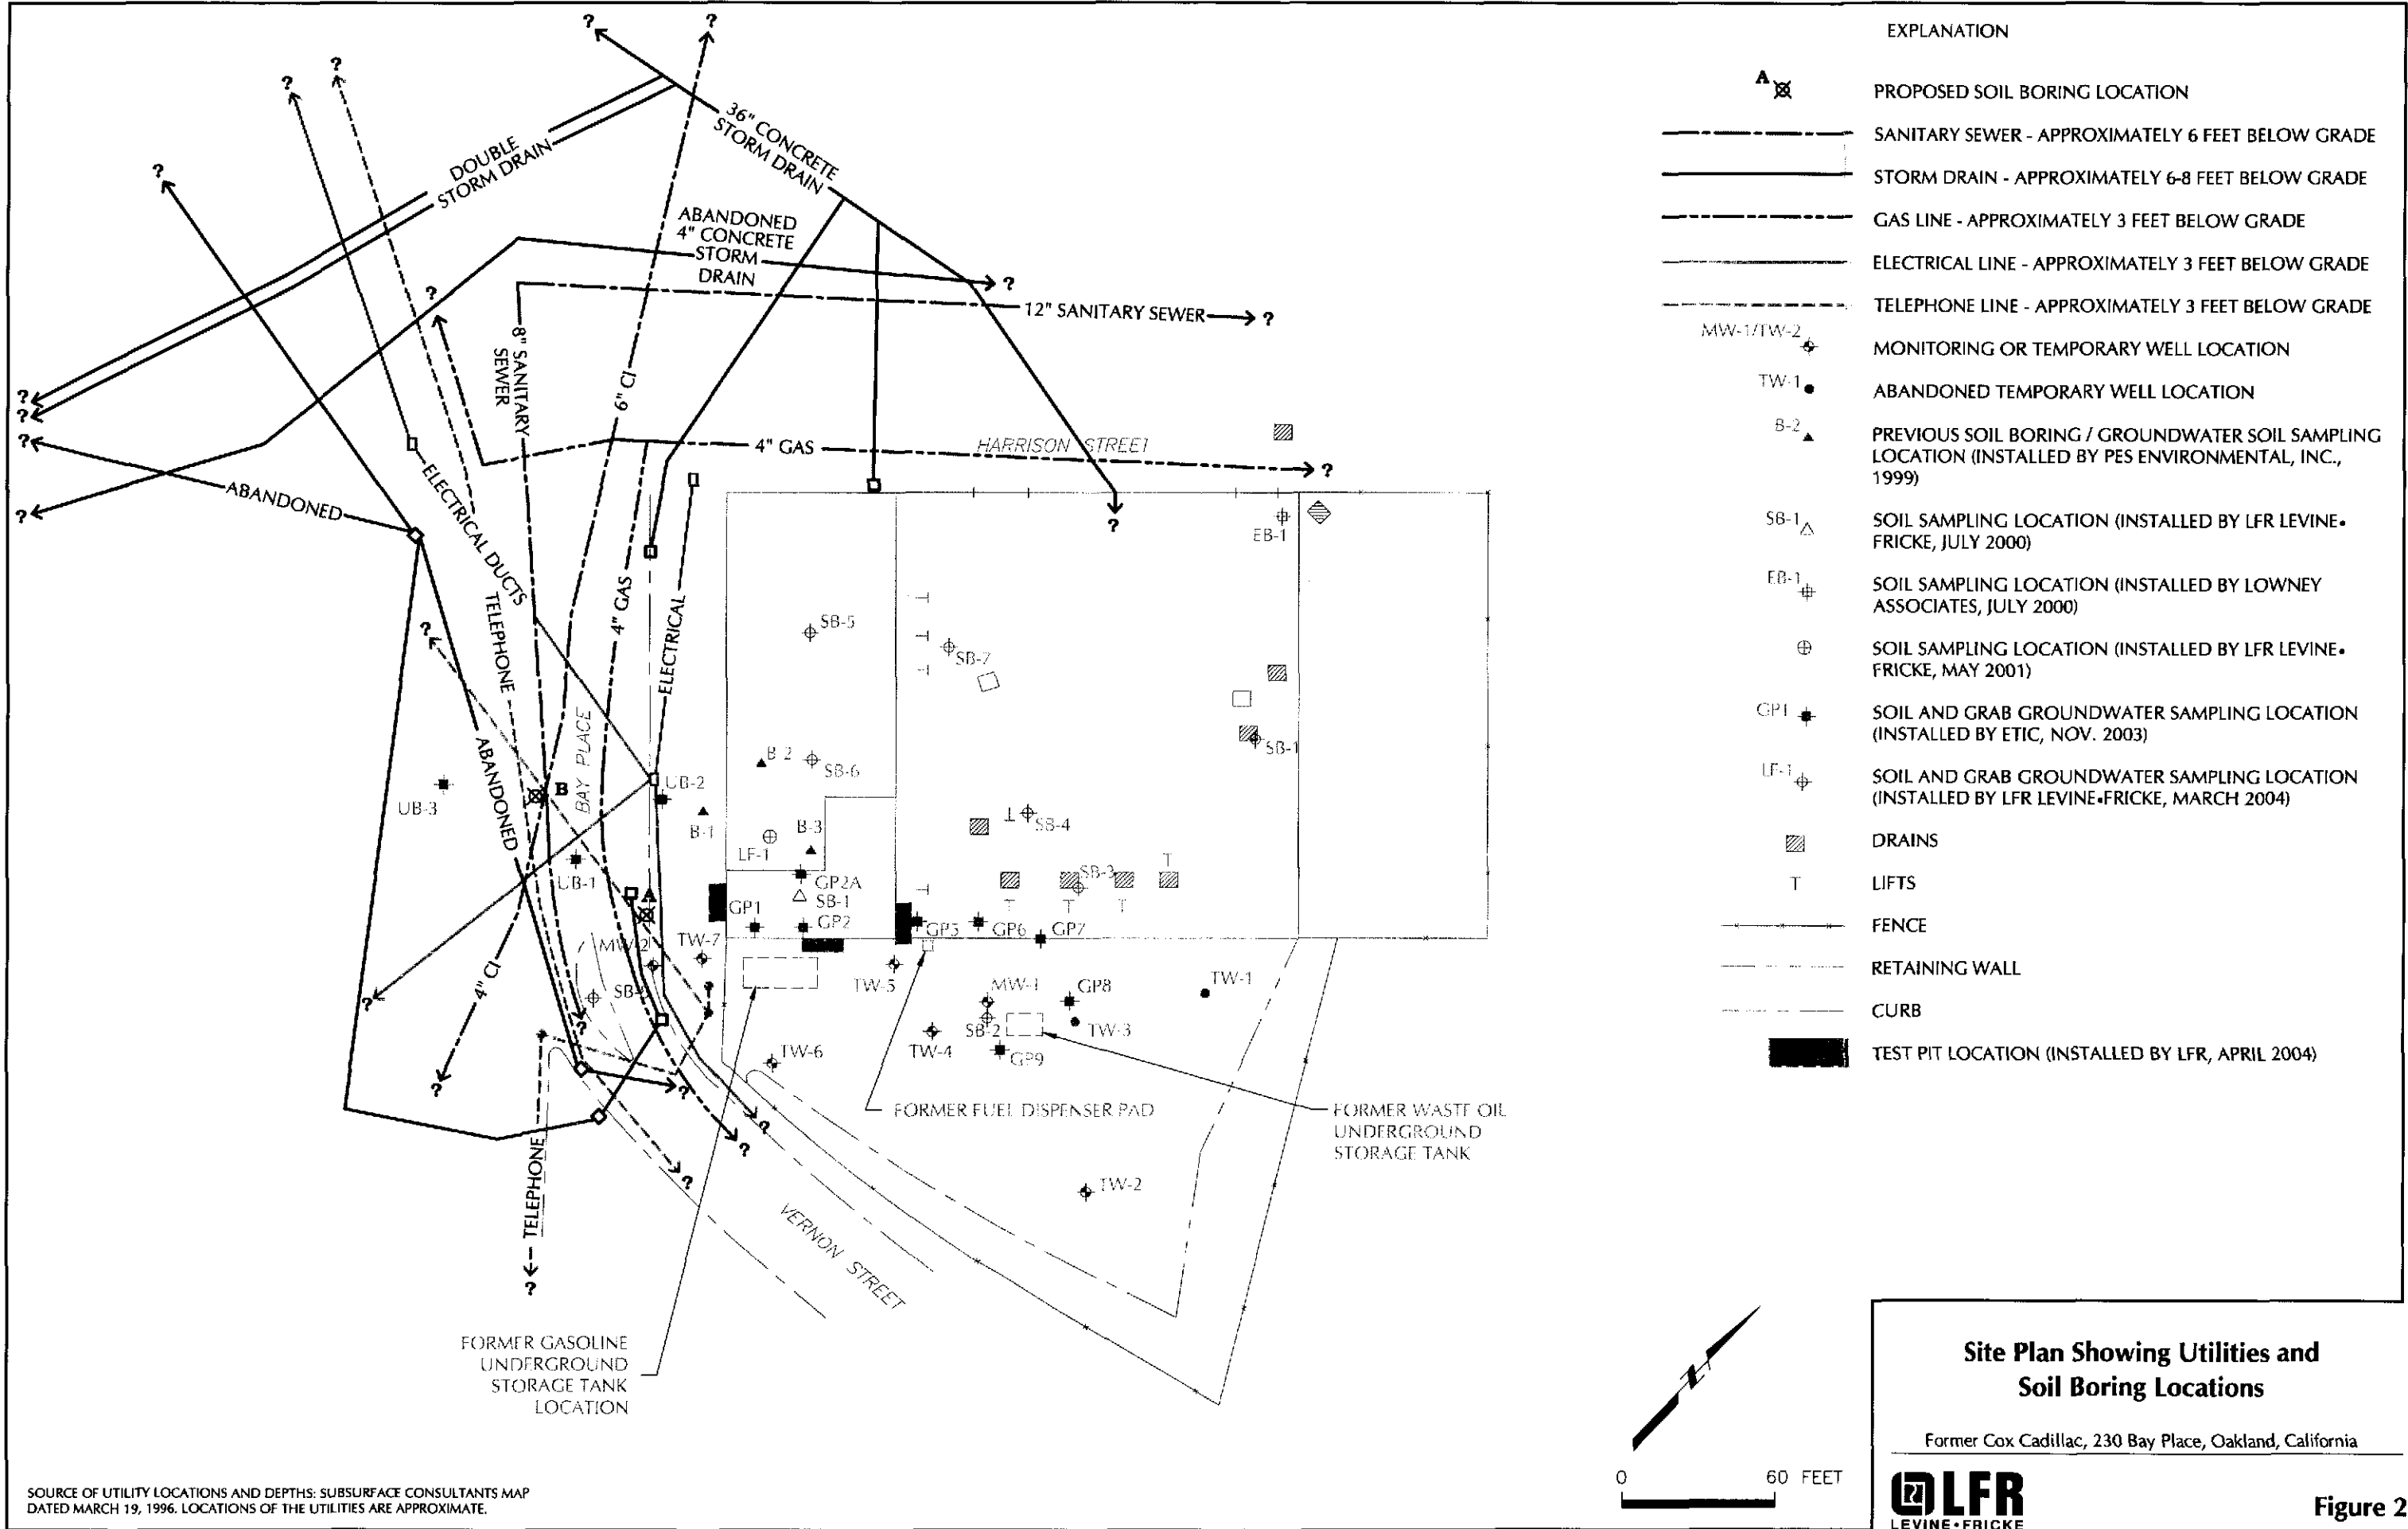 ?
?
?
?
?
36" CONCRETE
STORM DRAIN
DOUBLE
STORM DRAIN
ABANDONED
4" CONCRETE
STORM
DRAIN
?
?
12" SANITARY SEWER
?
8" SANITARY
SEWER
6" CI
?
?
?
?
4" GAS
HARRISON STREET
?
ABANDONED
ELECTRICAL DUCTS
?
EB-1
TELEPHONE
4" GAS
ELECTRICAL
?
SB-5
SB-7
BAY PLACE
ABANDONED
B-2
SB-6
SB-1
UB-3
B
UB-2
B-1
B-3
SB-4
LF-1
UB-1
GP2A
SB-3
A
SB-1
GP1
GP2
GP5
GP6
GP7
MW-2
TW-7
TW-5
MW-1
GP8
TW-1
4" CI
?
?
SB-2
TW-3
TW-4
GP9
TW-6
?
?
?
?
?
TELEPHONE
?
FORMER FUEL DISPENSER PAD
FORMER WASTE OIL
UNDERGROUND
STORAGE TANK
TW-2
VERNON STREET
FORMER GASOLINE
UNDERGROUND
STORAGE TANK
LOCATION
EXPLANATION
A
PROPOSED SOIL BORING LOCATION
SANITARY SEWER - APPROXIMATELY 6 FEET BELOW GRADE
STORM DRAIN - APPROXIMATELY 6-8 FEET BELOW GRADE
GAS LINE - APPROXIMATELY 3 FEET BELOW GRADE
ELECTRICAL LINE - APPROXIMATELY 3 FEET BELOW GRADE
TELEPHONE LINE - APPROXIMATELY 3 FEET BELOW GRADE
MW-1/TW-2
MONITORING OR TEMPORARY WELL LOCATION
TW-1
ABANDONED TEMPORARY WELL LOCATION
B-2
PREVIOUS SOIL BORING / GROUNDWATER SOIL SAMPLING
LOCATION (INSTALLED BY PES ENVIRONMENTAL, INC.,
1999)
SB-1
SOIL SAMPLING LOCATION (INSTALLED BY LFR LEVINE•
FRICKE, JULY 2000)
EB-1
SOIL SAMPLING LOCATION (INSTALLED BY LOWNEY
ASSOCIATES, JULY 2000)
SOIL SAMPLING LOCATION (INSTALLED BY LFR LEVINE•
FRICKE, MAY 2001)
GP1
SOIL AND GRAB GROUNDWATER SAMPLING LOCATION
(INSTALLED BY ETIC, NOV. 2003)
LF-1
SOIL AND GRAB GROUNDWATER SAMPLING LOCATION
(INSTALLED BY LFR LEVINE•FRICKE, MARCH 2004)
DRAINS
T
LIFTS
FENCE
RETAINING WALL
CURB
TEST PIT LOCATION (INSTALLED BY LFR, APRIL 2004)
0 60 FEET
Site Plan Showing Utilities and
Soil Boring Locations
Former Cox Cadillac, 230 Bay Place, Oakland, California
LFR
LEVINE•FRICKE
Figure 2
SOURCE OF UTILITY LOCATIONS AND DEPTHS: SUBSURFACE CONSULTANTS MAP
DATED MARCH 19, 1996. LOCATIONS OF THE UTILITIES ARE APPROXIMATE.